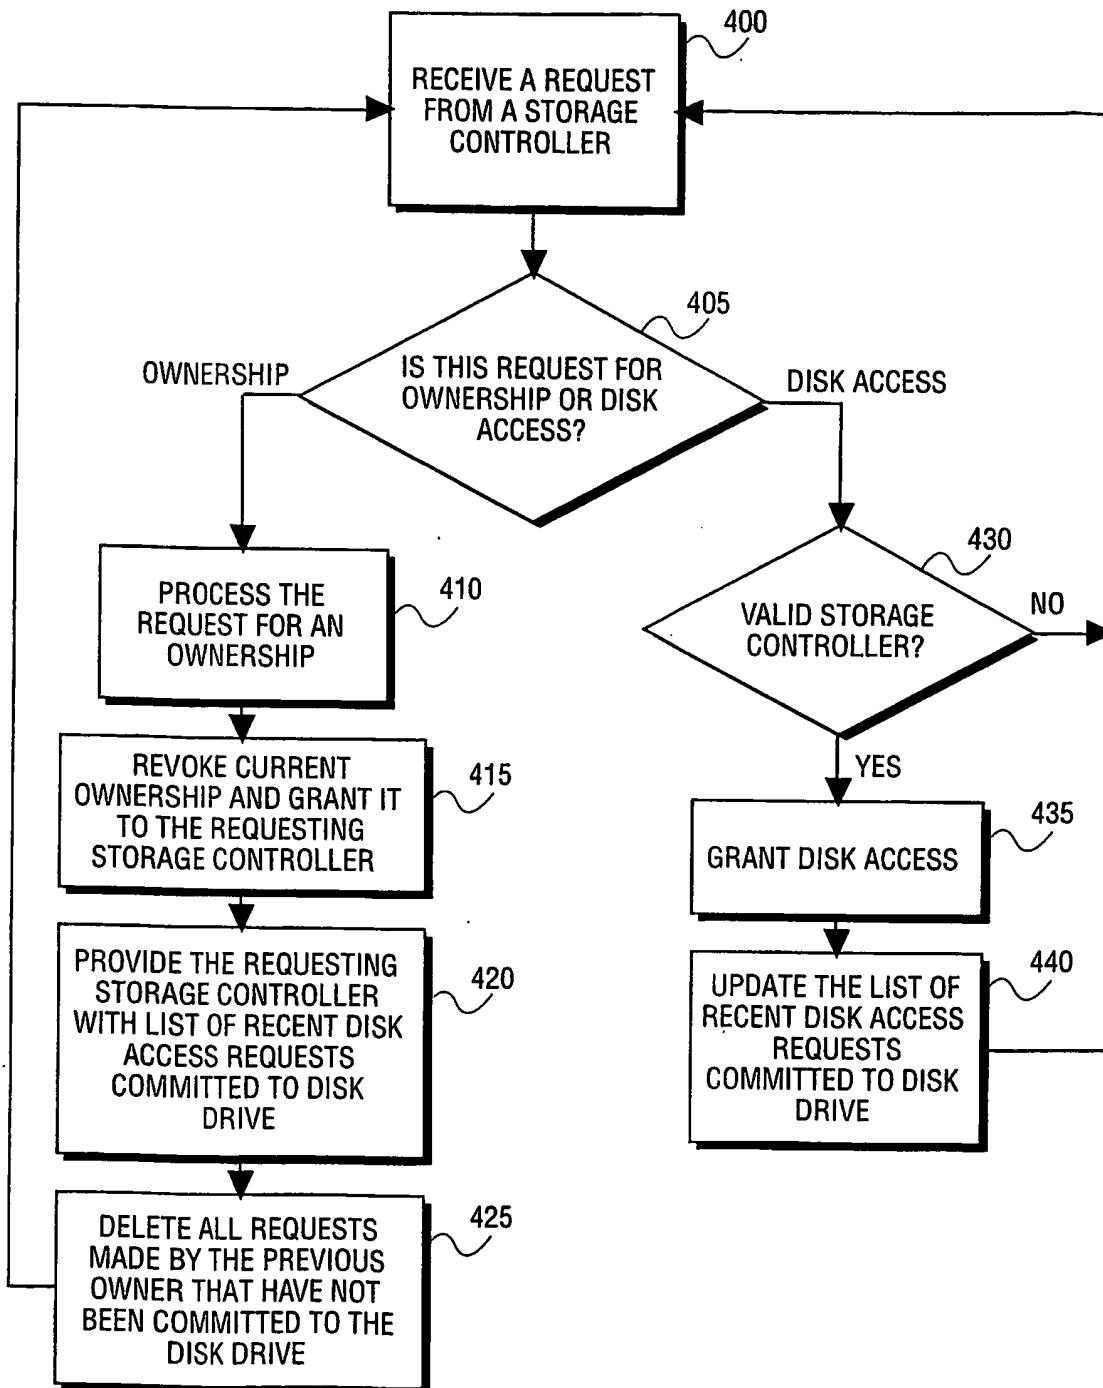 400
RECEIVE A REQUEST
FROM A STORAGE
CONTROLLER
405
IS THIS REQUEST FOR
OWNERSHIP OR DISK
ACCESS?
OWNERSHIP
DISK ACCESS
410
PROCESS THE
REQUEST FOR AN
OWNERSHIP
430
VALID STORAGE
CONTROLLER?
NO
YES
415
REVOKE CURRENT
OWNERSHIP AND GRANT IT
TO THE REQUESTING
STORAGE CONTROLLER
435
GRANT DISK ACCESS
420
PROVIDE THE REQUESTING
STORAGE CONTROLLER
WITH LIST OF RECENT DISK
ACCESS REQUESTS
COMMITTED TO DISK
DRIVE
440
UPDATE THE LIST OF
RECENT DISK ACCESS
REQUESTS
COMMITTED TO DISK
DRIVE
425
DELETE ALL REQUESTS
MADE BY THE PREVIOUS
OWNER THAT HAVE NOT
BEEN COMMITTED TO THE
DISK DRIVE